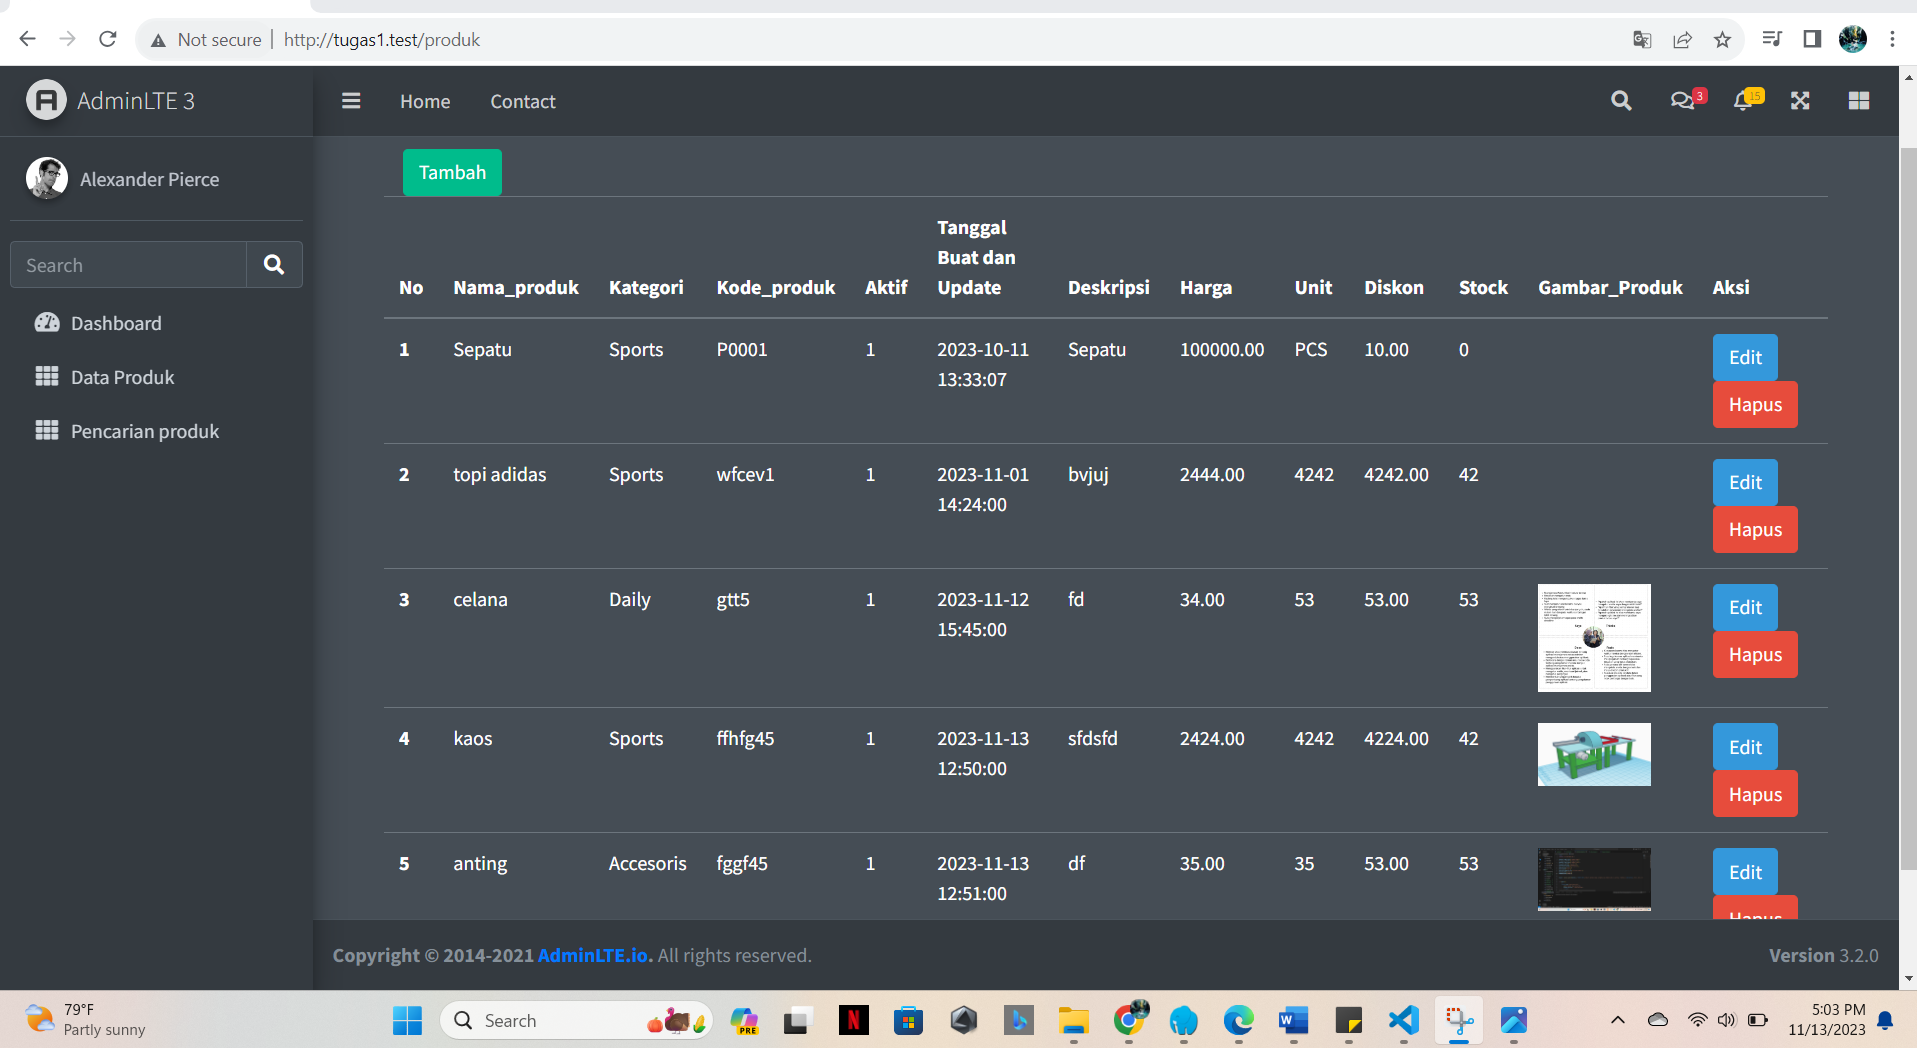 Not secure | http://tugas1.test/produk
AdminLTE 3
Home Contact
3
15
Alexander Pierce
Search
Dashboard
Data Produk
Pencarian produk
Tambah
No Nama_produk Kategori Kode_produk Aktif Tanggal Buat dan Update Deskripsi Harga Unit Diskon Stock Gambar_Produk Aksi
1 Sepatu Sports P0001 1 2023-10-11 13:33:07 Sepatu 100000.00 PCS 10.00 0 Edit Hapus
2 topi adidas Sports wfcev1 1 2023-11-01 14:24:00 bvjuj 2444.00 4242 4242.00 42 Edit Hapus
3 celana Daily gtt5 1 2023-11-12 15:45:00 fd 34.00 53 53.00 53 Edit Hapus
4 kaos Sports ffhfg45 1 2023-11-13 12:50:00 sfdsfd 2424.00 4242 4224.00 42 Edit Hapus
5 anting Accesoris fggf45 1 2023-11-13 12:51:00 df 35.00 35 53.00 53 Edit Hapus
Copyright © 2014-2021 AdminLTE.io. All rights reserved.
Version 3.2.0
79°F
Partly sunny
Search
PRE
5:03 PM
11/13/2023